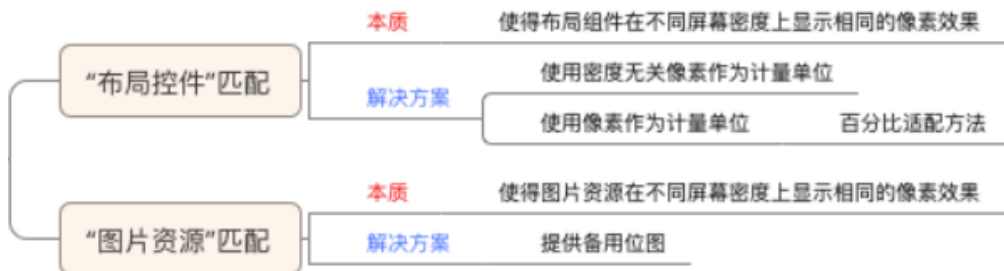 本质
使得布局组件在不同屏幕密度上显示相同的像素效果
“布局控件”匹配
使用密度无关像素作为计量单位
解决方案
使用像素作为计量单位
百分比适配方法
本质
使得图片资源在不同屏幕密度上显示相同的像素效果
“图片资源”匹配
解决方案
提供备用位图